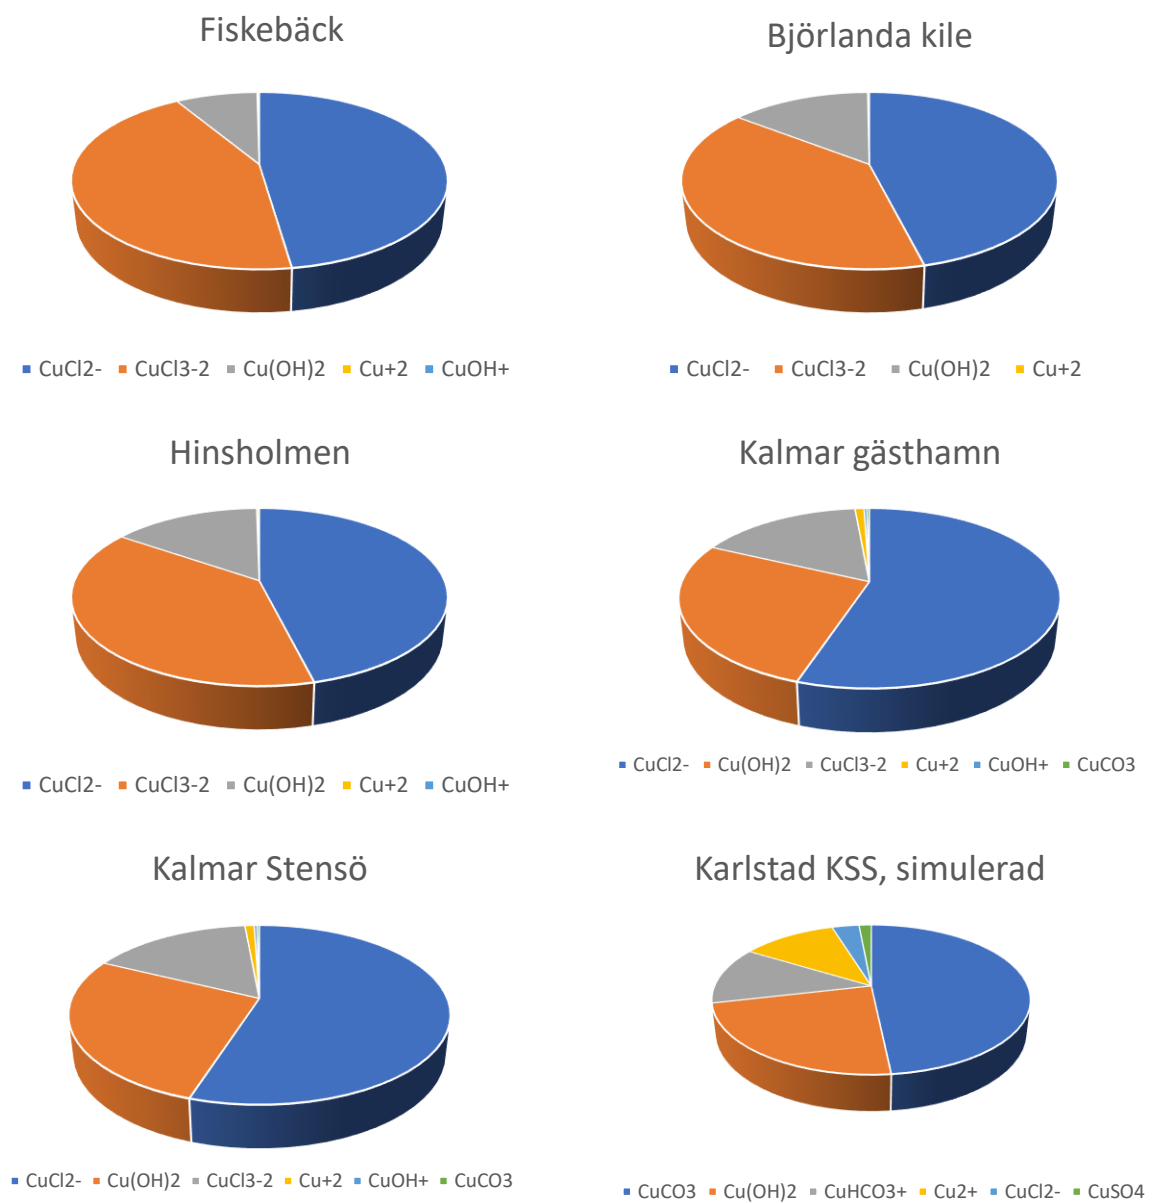 Fiskebäck
CuCl2- CuCl3-2 Cu(OH)2 Cu+2 CuOH+
Björlanda kile
CuCl2- CuCl3-2 Cu(OH)2 Cu+2
Hinsholmen
CuCl2- CuCl3-2 Cu(OH)2 Cu+2 CuOH+
Kalmar gästhamn
CuCl2- Cu(OH)2 CuCl3-2 Cu+2 CuOH+ CuCO3
Kalmar Stensö
CuCl2- Cu(OH)2 CuCl3-2 Cu+2 CuOH+ CuCO3
Karlstad KSS, simulerad
CuCO3 Cu(OH)2 CuHCO3+ Cu2+ CuCl2- CuSO4